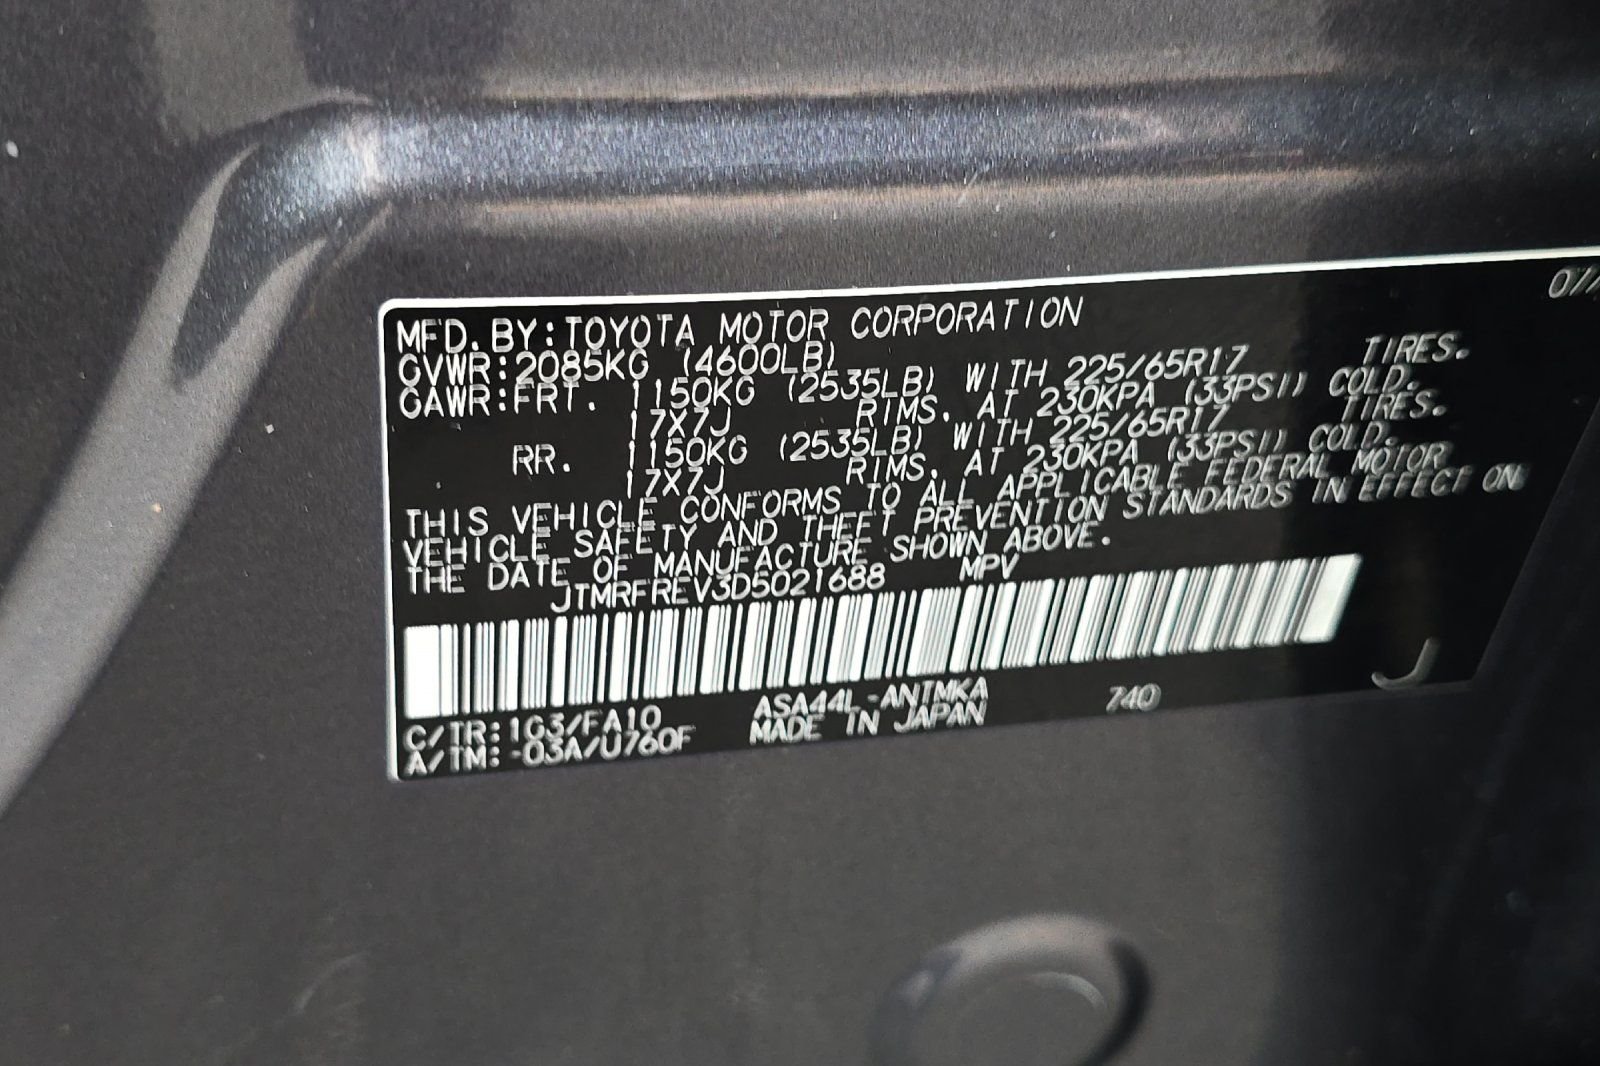 07/
MFD. BY: TOYOTA MOTOR CORPORATION
GVWR: 2085KG (4600LB)
GAWR: FRT. 1150KG (2535LB) WITH 225/65R17 TIRES.
17X7J RIMS, AT 230KPA (33PSI) COLD.
RR. 1150KG (2535LB) WITH 225/65R17 TIRES.
17X7J RIMS, AT 230KPA (33PSI) COLD.
THIS VEHICLE CONFORMS TO ALL APPLICABLE FEDERAL MOTOR
VEHICLE SAFETY AND THEFT PREVENTION STANDARDS IN EFFECT ON
THE DATE OF MANUFACTURE SHOWN ABOVE.
JTMRFREV3D5021688 MPV
C/TR: 1G3/FA10 ASA44L-ANTMKA 740
A/TM: -03A/U760F MADE IN JAPAN
J